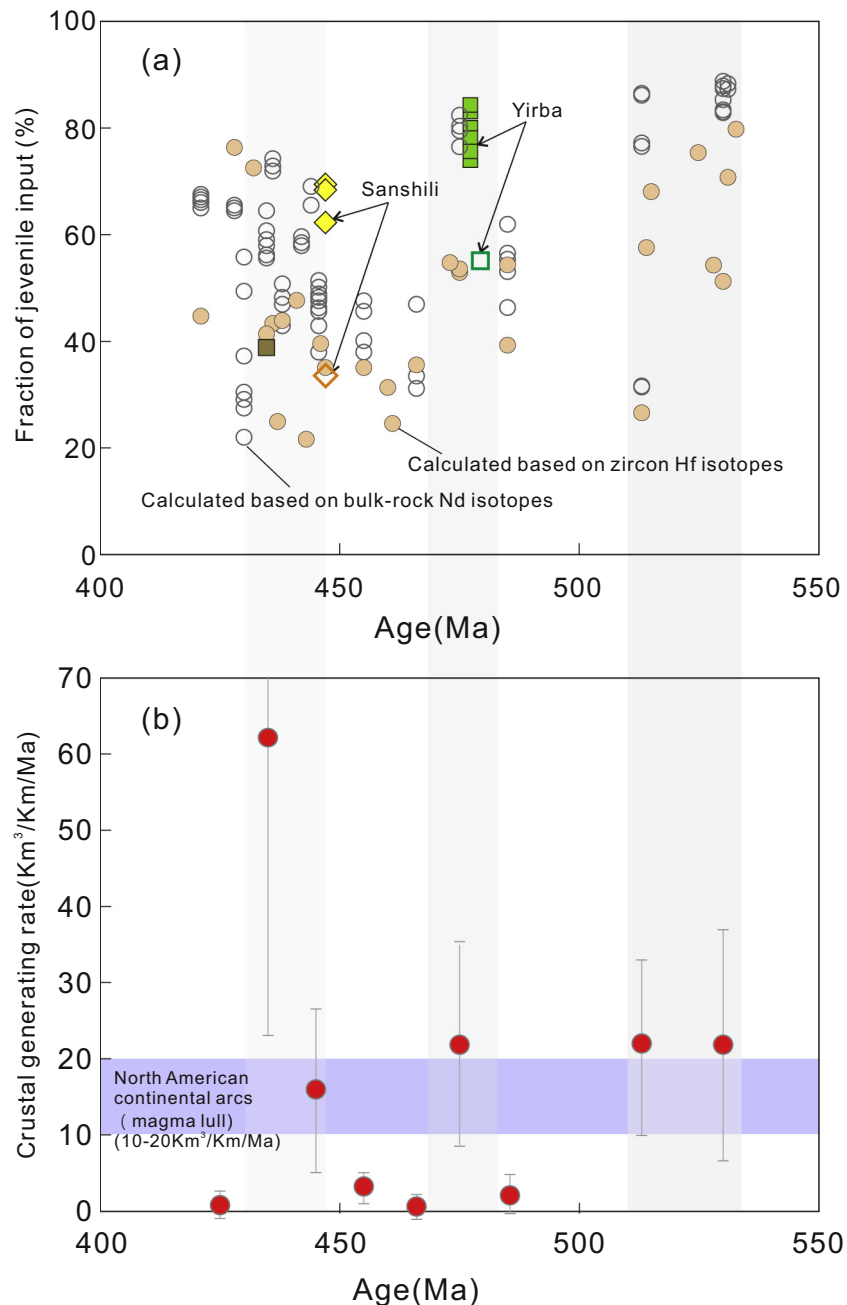 100
(a)
80
Yirba
Sanshili
60
40
20
Calculated based on zircon Hf isotopes
Calculated based on bulk-rock Nd isotopes
0
Fraction of jevenile input (%)
400
450
500
550
Age(Ma)
70
(b)
60
50
40
30
20
North American
continental arcs
(magma lull)
10
(10-20Km³/Km/Ma)
0
Crustal generating rate(Km³/Km/Ma)
400
450
500
550
Age(Ma)